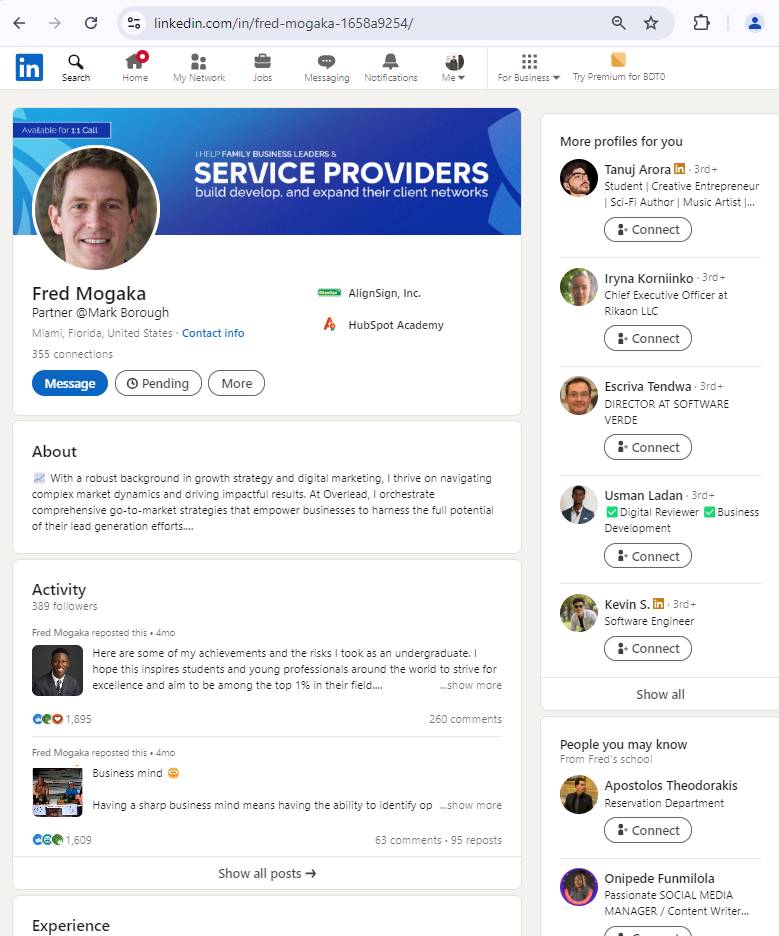 linkedin.com/in/fred-mogaka-1658a9254/
in
Search
Home
My Network
Jobs
Messaging
Notifications
Me
For Business
Try Premium for BDT0
Available for 1:1 Call
I HELP FAMILY BUSINESS LEADERS &
SERVICE PROVIDERS
build develop, and expand their client networks
Fred Mogaka
Partner @Mark Borough
Miami, Florida, United States · Contact info
355 connections
AlignSign, Inc.
HubSpot Academy
Message
Pending
More
About
📈 With a robust background in growth strategy and digital marketing, I thrive on navigating
complex market dynamics and driving impactful results. At Overlead, I orchestrate
comprehensive go-to-market strategies that empower businesses to harness the full potential
of their lead generation efforts....
Activity
389 followers
Fred Mogaka reposted this • 4mo
Here are some of my achievements and the risks I took as an undergraduate. I
hope this inspires students and young professionals around the world to strive for
excellence and aim to be among the top 1% in their field.... ...show more
1,895
260 comments
Fred Mogaka reposted this • 4mo
Business mind
Having a sharp business mind means having the ability to identify op ...show more
1,609
63 comments · 95 reposts
Show all posts →
Experience
More profiles for you
Tanuj Arora in · 3rd+
Student | Creative Entrepreneur
| Sci-Fi Author | Music Artist |...
Connect
Iryna Korniinko · 3rd+
Chief Executive Officer at
Rikaon LLC
Connect
Escriva Tendwa · 3rd+
DIRECTOR AT SOFTWARE
VERDE
Connect
Usman Ladan · 3rd+
✅Digital Reviewer ✅Business
Development
Connect
Kevin S. in · 3rd+
Software Engineer
Connect
Show all
People you may know
From Fred's school
Apostolos Theodorakis
Reservation Department
Connect
Onipede Funmilola
Passionate SOCIAL MEDIA
MANAGER / Content Writer...